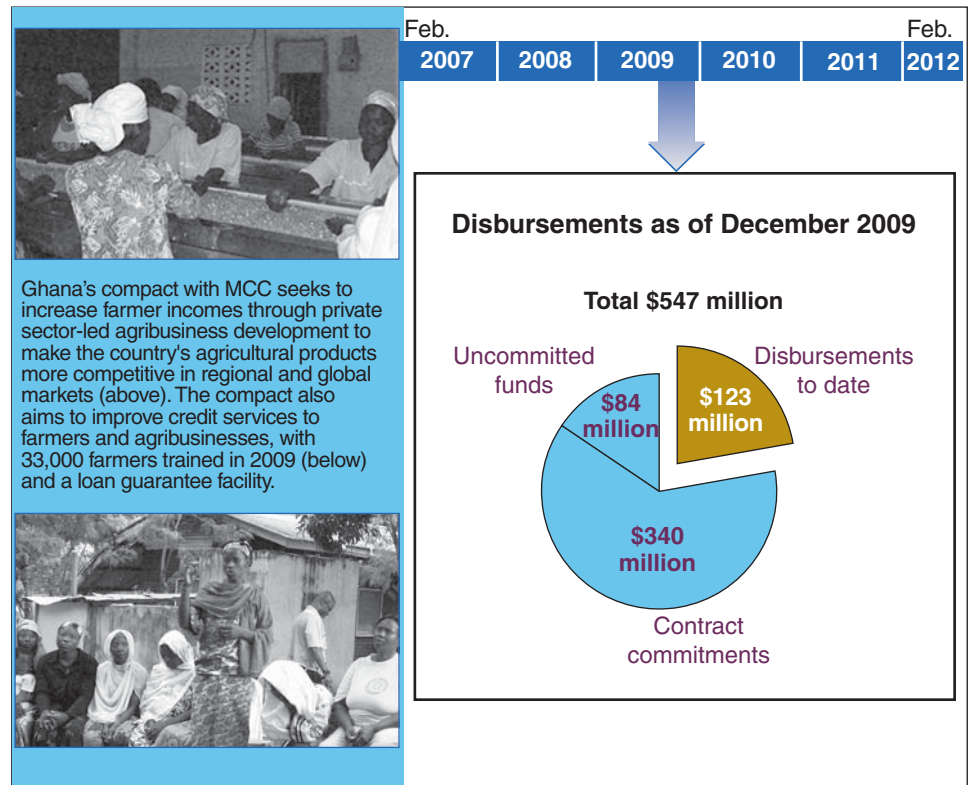 Feb.
Feb.
2007 2008 2009 2010 2011 2012
Ghana's compact with MCC seeks to
increase farmer incomes through private
sector-led agribusiness development to
make the country's agricultural products
more competitive in regional and global
markets (above). The compact also
aims to improve credit services to
farmers and agribusinesses, with
33,000 farmers trained in 2009 (below)
and a loan guarantee facility.
Disbursements as of December 2009
Total $547 million
Uncommitted
funds
Disbursements
to date
$84
million
$123
million
$340
million
Contract
commitments